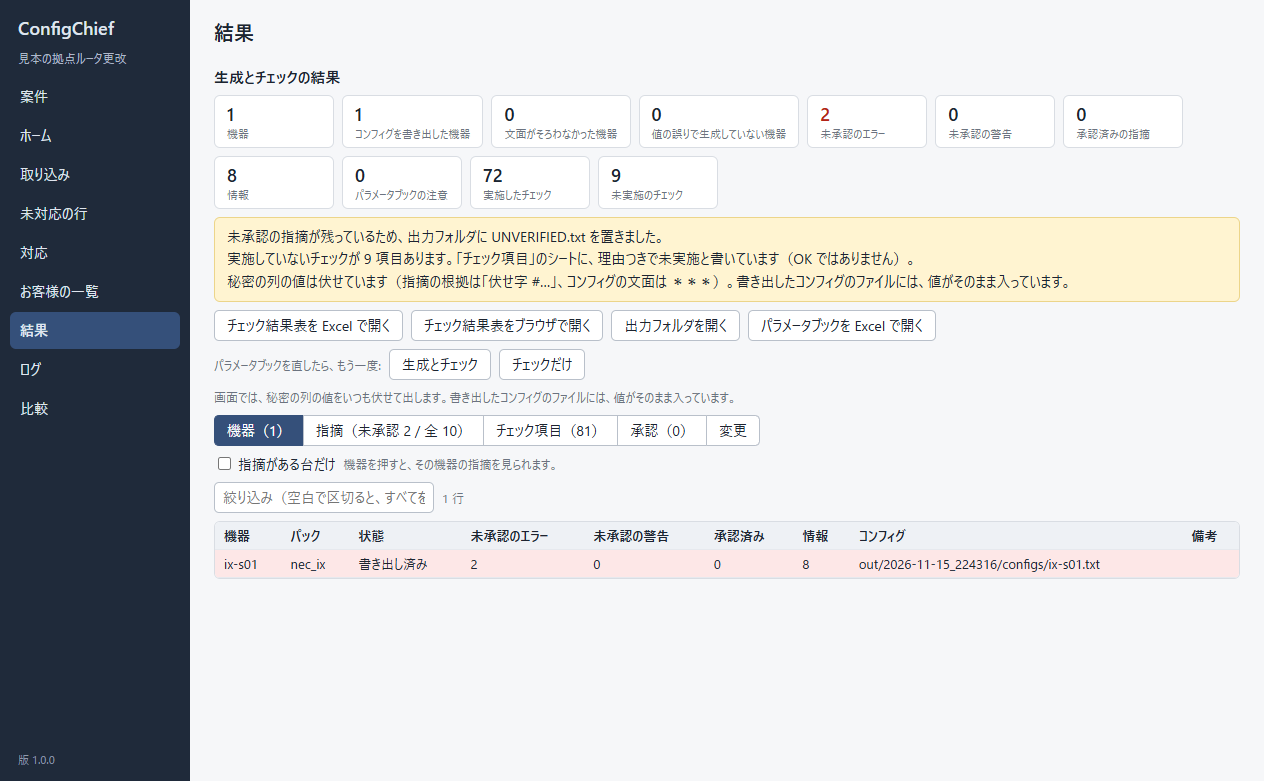 ConfigChief
見本の拠点ルータ更改
案件
ホーム
取り込み
未対応の行
対応
お客様の一覧
結果
ログ
比較
版 1.0.0
結果
生成とチェックの結果
1
機器
1
コンフィグを書き出した機器
0
文面がそろわなかった機器
0
値の誤りで生成していない機器
2
未承認のエラー
0
未承認の警告
0
承認済みの指摘
8
情報
0
パラメータブックの注意
72
実施したチェック
9
未実施のチェック
未承認の指摘が残っているため、出力フォルダに UNVERIFIED.txt を置きました。
実施していないチェックが 9 項目あります。「チェック項目」のシートに、理由つきで未実施と書いています（OK ではありません）。
秘密の列の値は伏せています（指摘の根拠は「伏せ字 #…」、コンフィグの文面は ＊＊＊）。書き出したコンフィグのファイルには、値がそのまま入っています。
チェック結果表を Excel で開く
チェック結果表をブラウザで開く
出力フォルダを開く
パラメータブックを Excel で開く
パラメータブックを直したら、もう一度: 生成とチェック チェックだけ
画面では、秘密の列の値をいつも伏せて出します。書き出したコンフィグのファイルには、値がそのまま入っています。
機器（1） 指摘（未承認 2 / 全 10） チェック項目（81） 承認（0） 変更
指摘がある台だけ 機器を押すと、その機器の指摘を見られます。
絞り込み（空白で区切ると、すべてを 1 行
機器 パック 状態 未承認のエラー 未承認の警告 承認済み 情報 コンフィグ 備考
ix-s01 nec_ix 書き出し済み 2 0 0 8 out/2026-11-15_224316/configs/ix-s01.txt